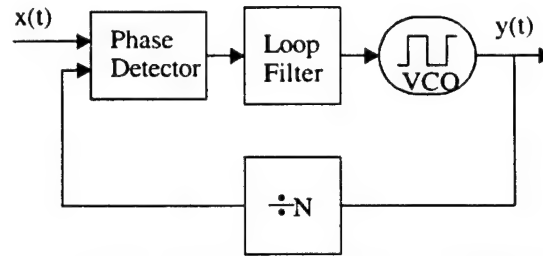 x(t)
Phase
Detector
Loop
Filter
VCO
y(t)
÷N